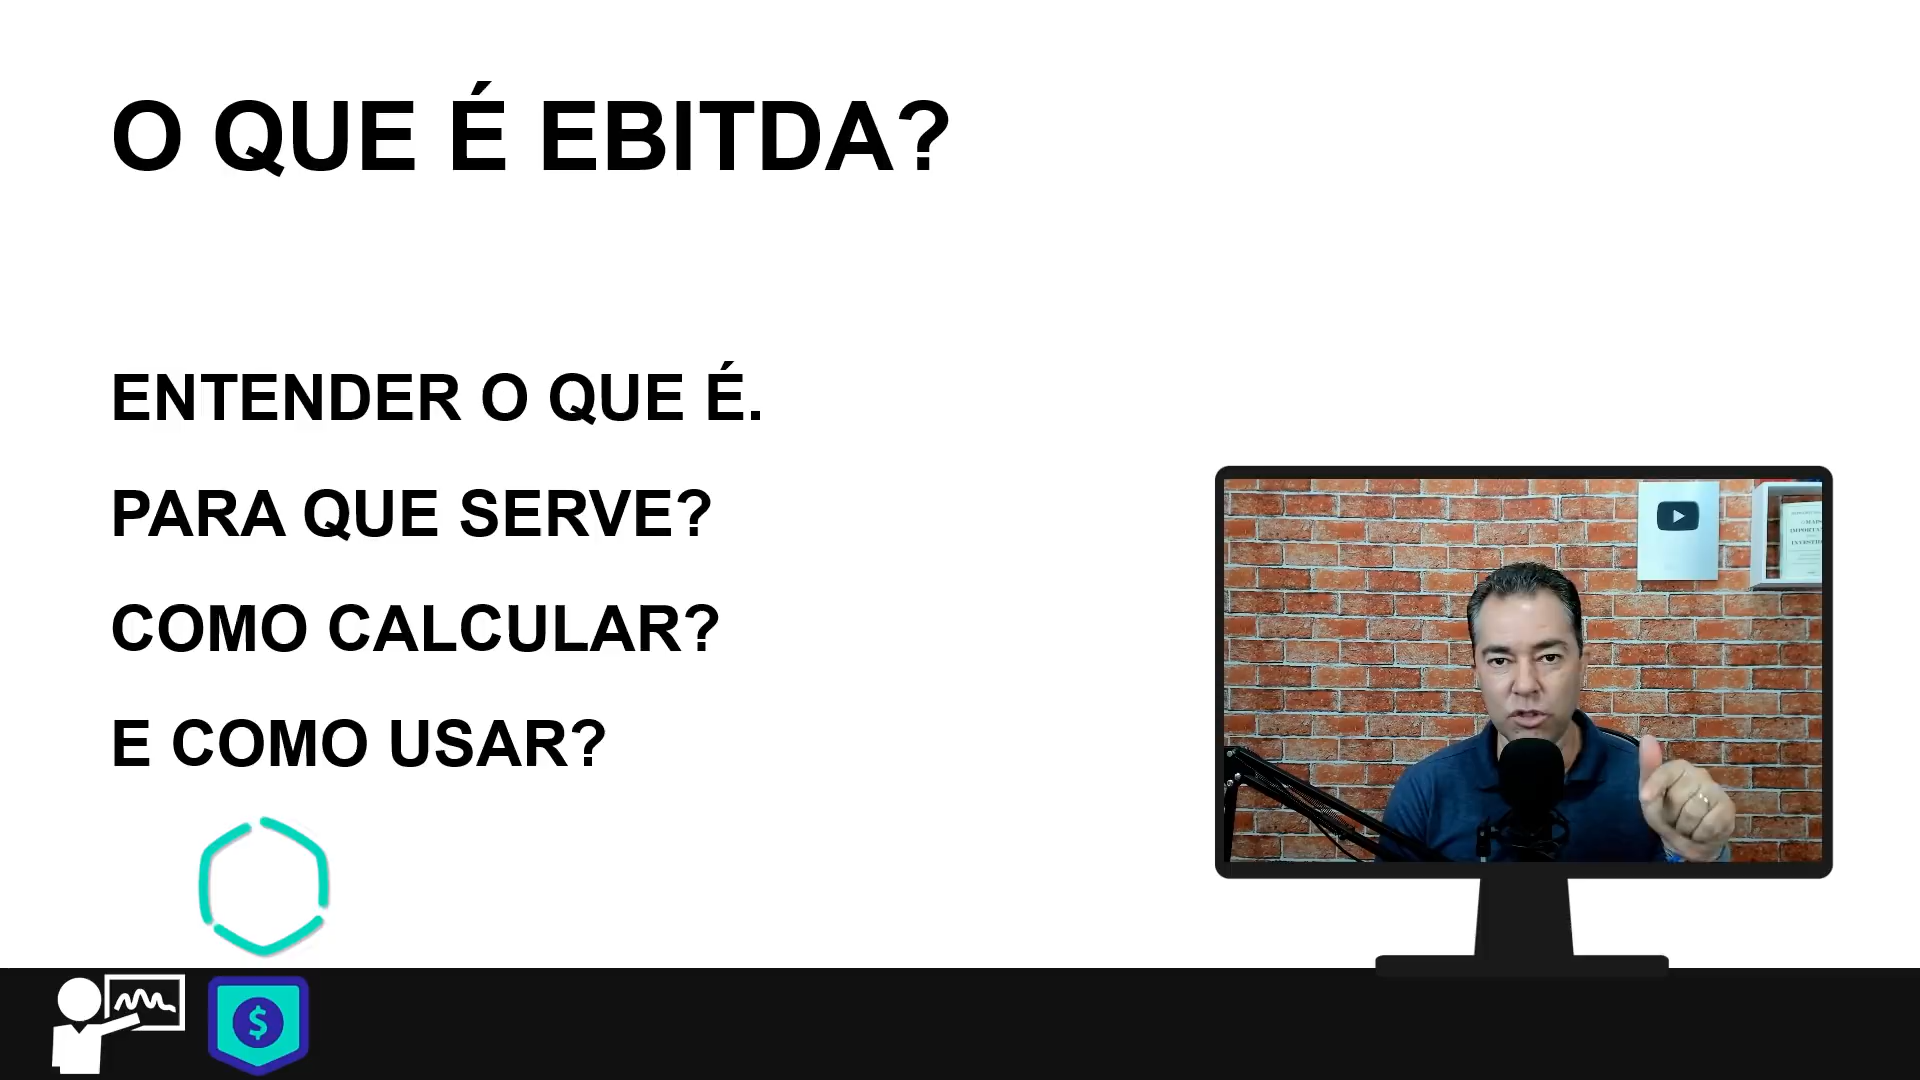 O QUE É EBITDA?
ENTENDER O QUE É.
PARA QUE SERVE?
COMO CALCULAR?
E COMO USAR?
$